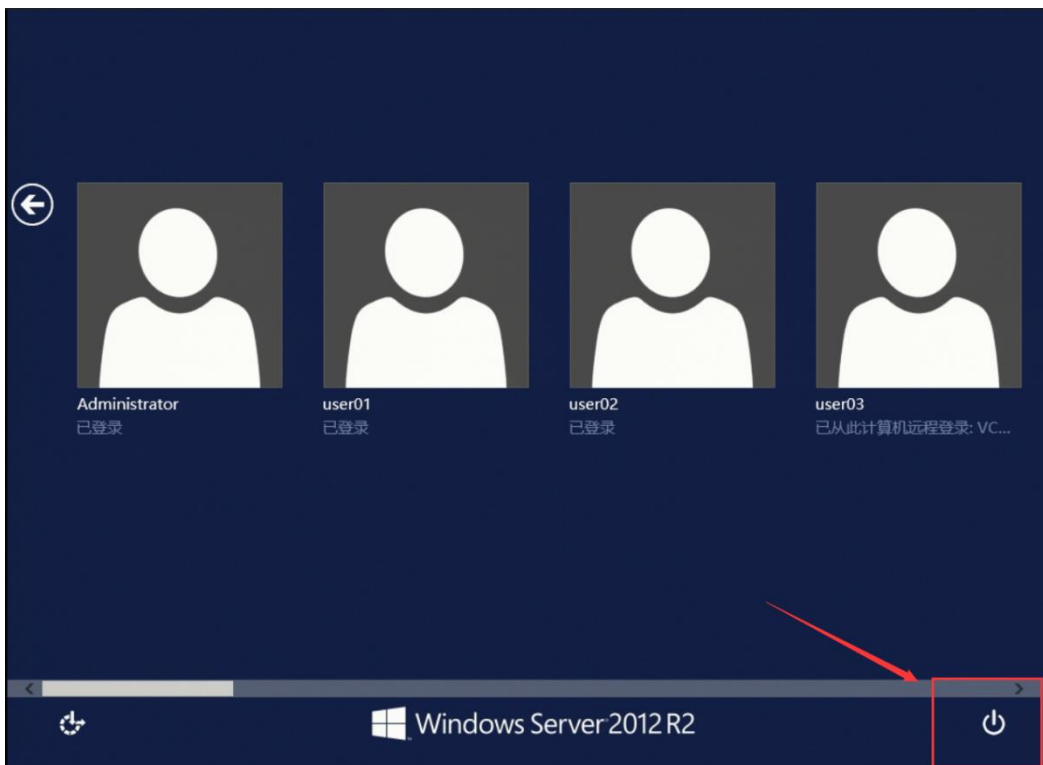 Administrator
已登录
user01
已登录
user02
已登录
user03
已从此计算机远程登录: VC...
Windows Server 2012 R2